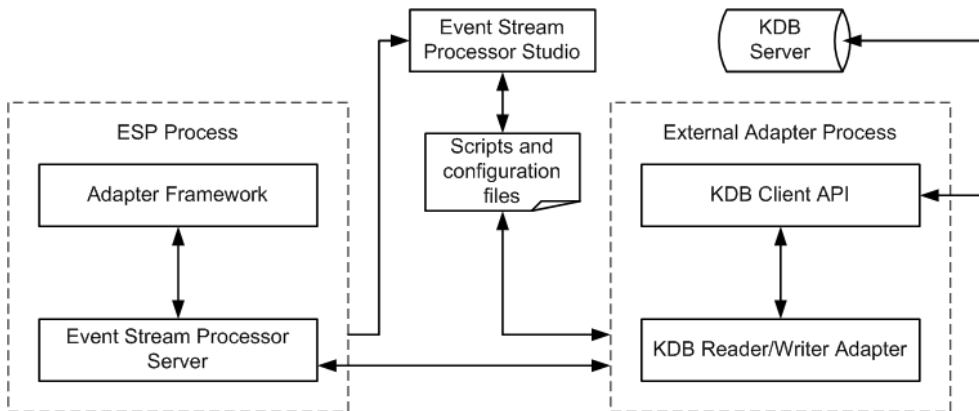 Event Stream
Processor Studio
KDB
Server
ESP Process
External Adapter Process
Scripts and
configuration
files
Adapter Framework
KDB Client API
Event Stream Processor
Server
KDB Reader/Writer Adapter